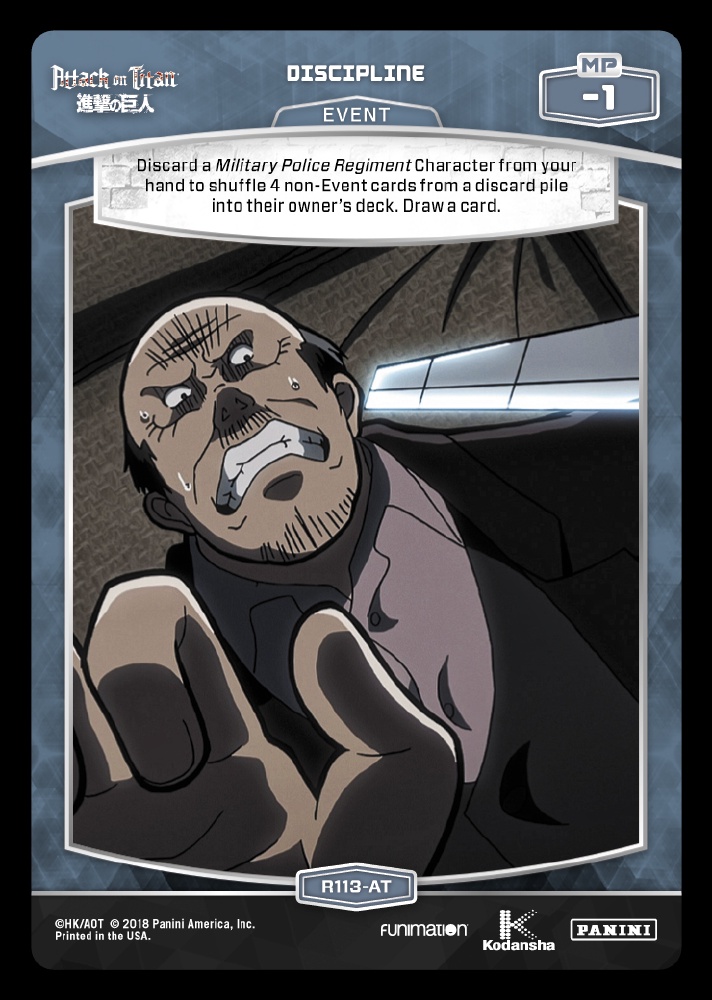 Attack on Titan
進撃の巨人
DISCIPLINE
EVENT
MP
-1
Discard a Military Police Regiment Character from your
hand to shuffle 4 non-Event cards from a discard pile
into their owner's deck. Draw a card.
R113-AT
©HK/AOT © 2018 Panini America, Inc.
Printed in the USA.
FUNIMATION
Kodansha
PANINI